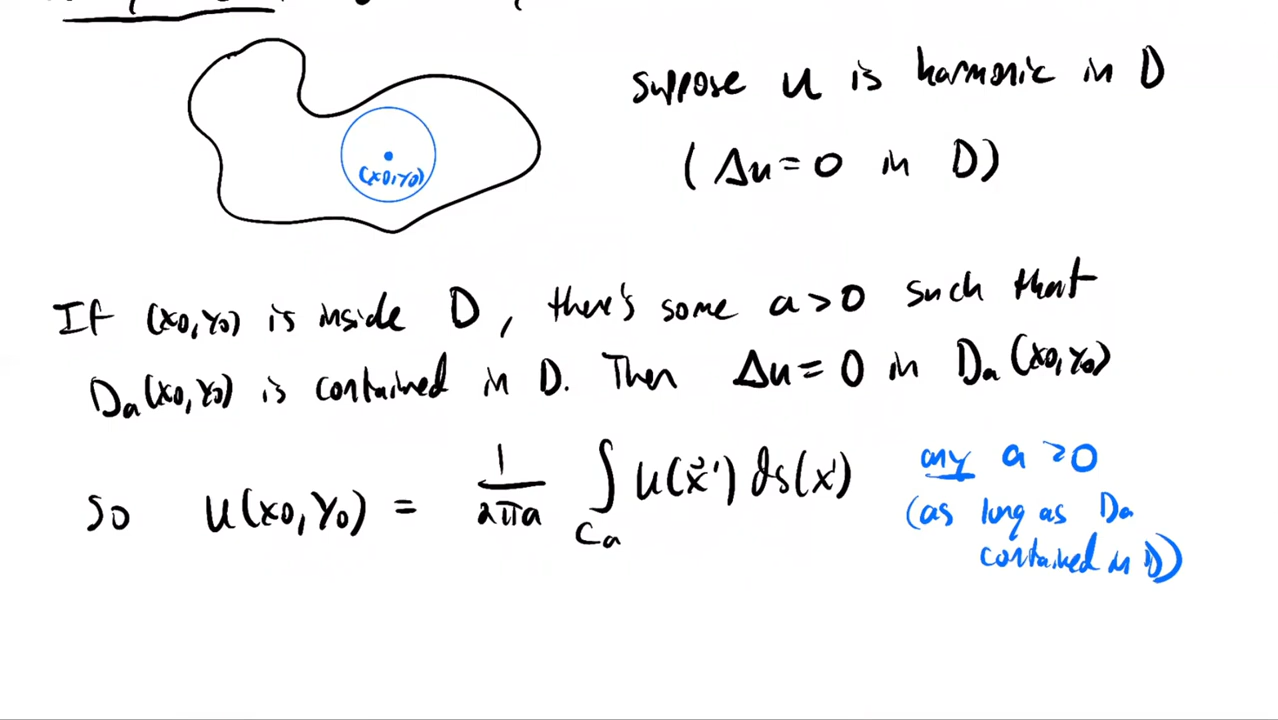 suppose u is harmonic in D
(Δu = 0 in D)
(x0,y0)
If (x0,y0) is inside D, there's some a>0 such that
Da(x0,y0) is contained in D. Then Δu = 0 in Da(x0,y0)
so u(x0,y0) = 1/2πa ∫Ca u(x⃗') ds(x')
any a>0
(as long as Da
contained in D)